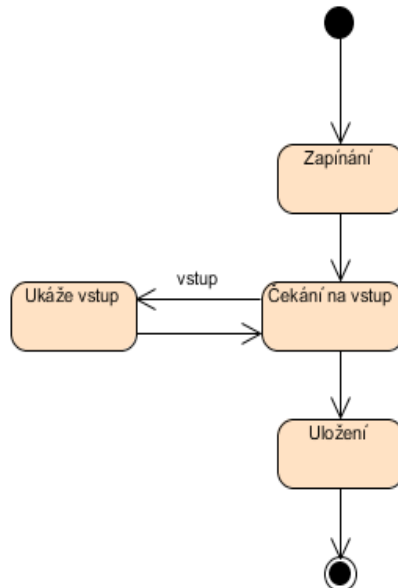 Zapínání
vstup
Ukáže vstup
Čekání na vstup
Uložení